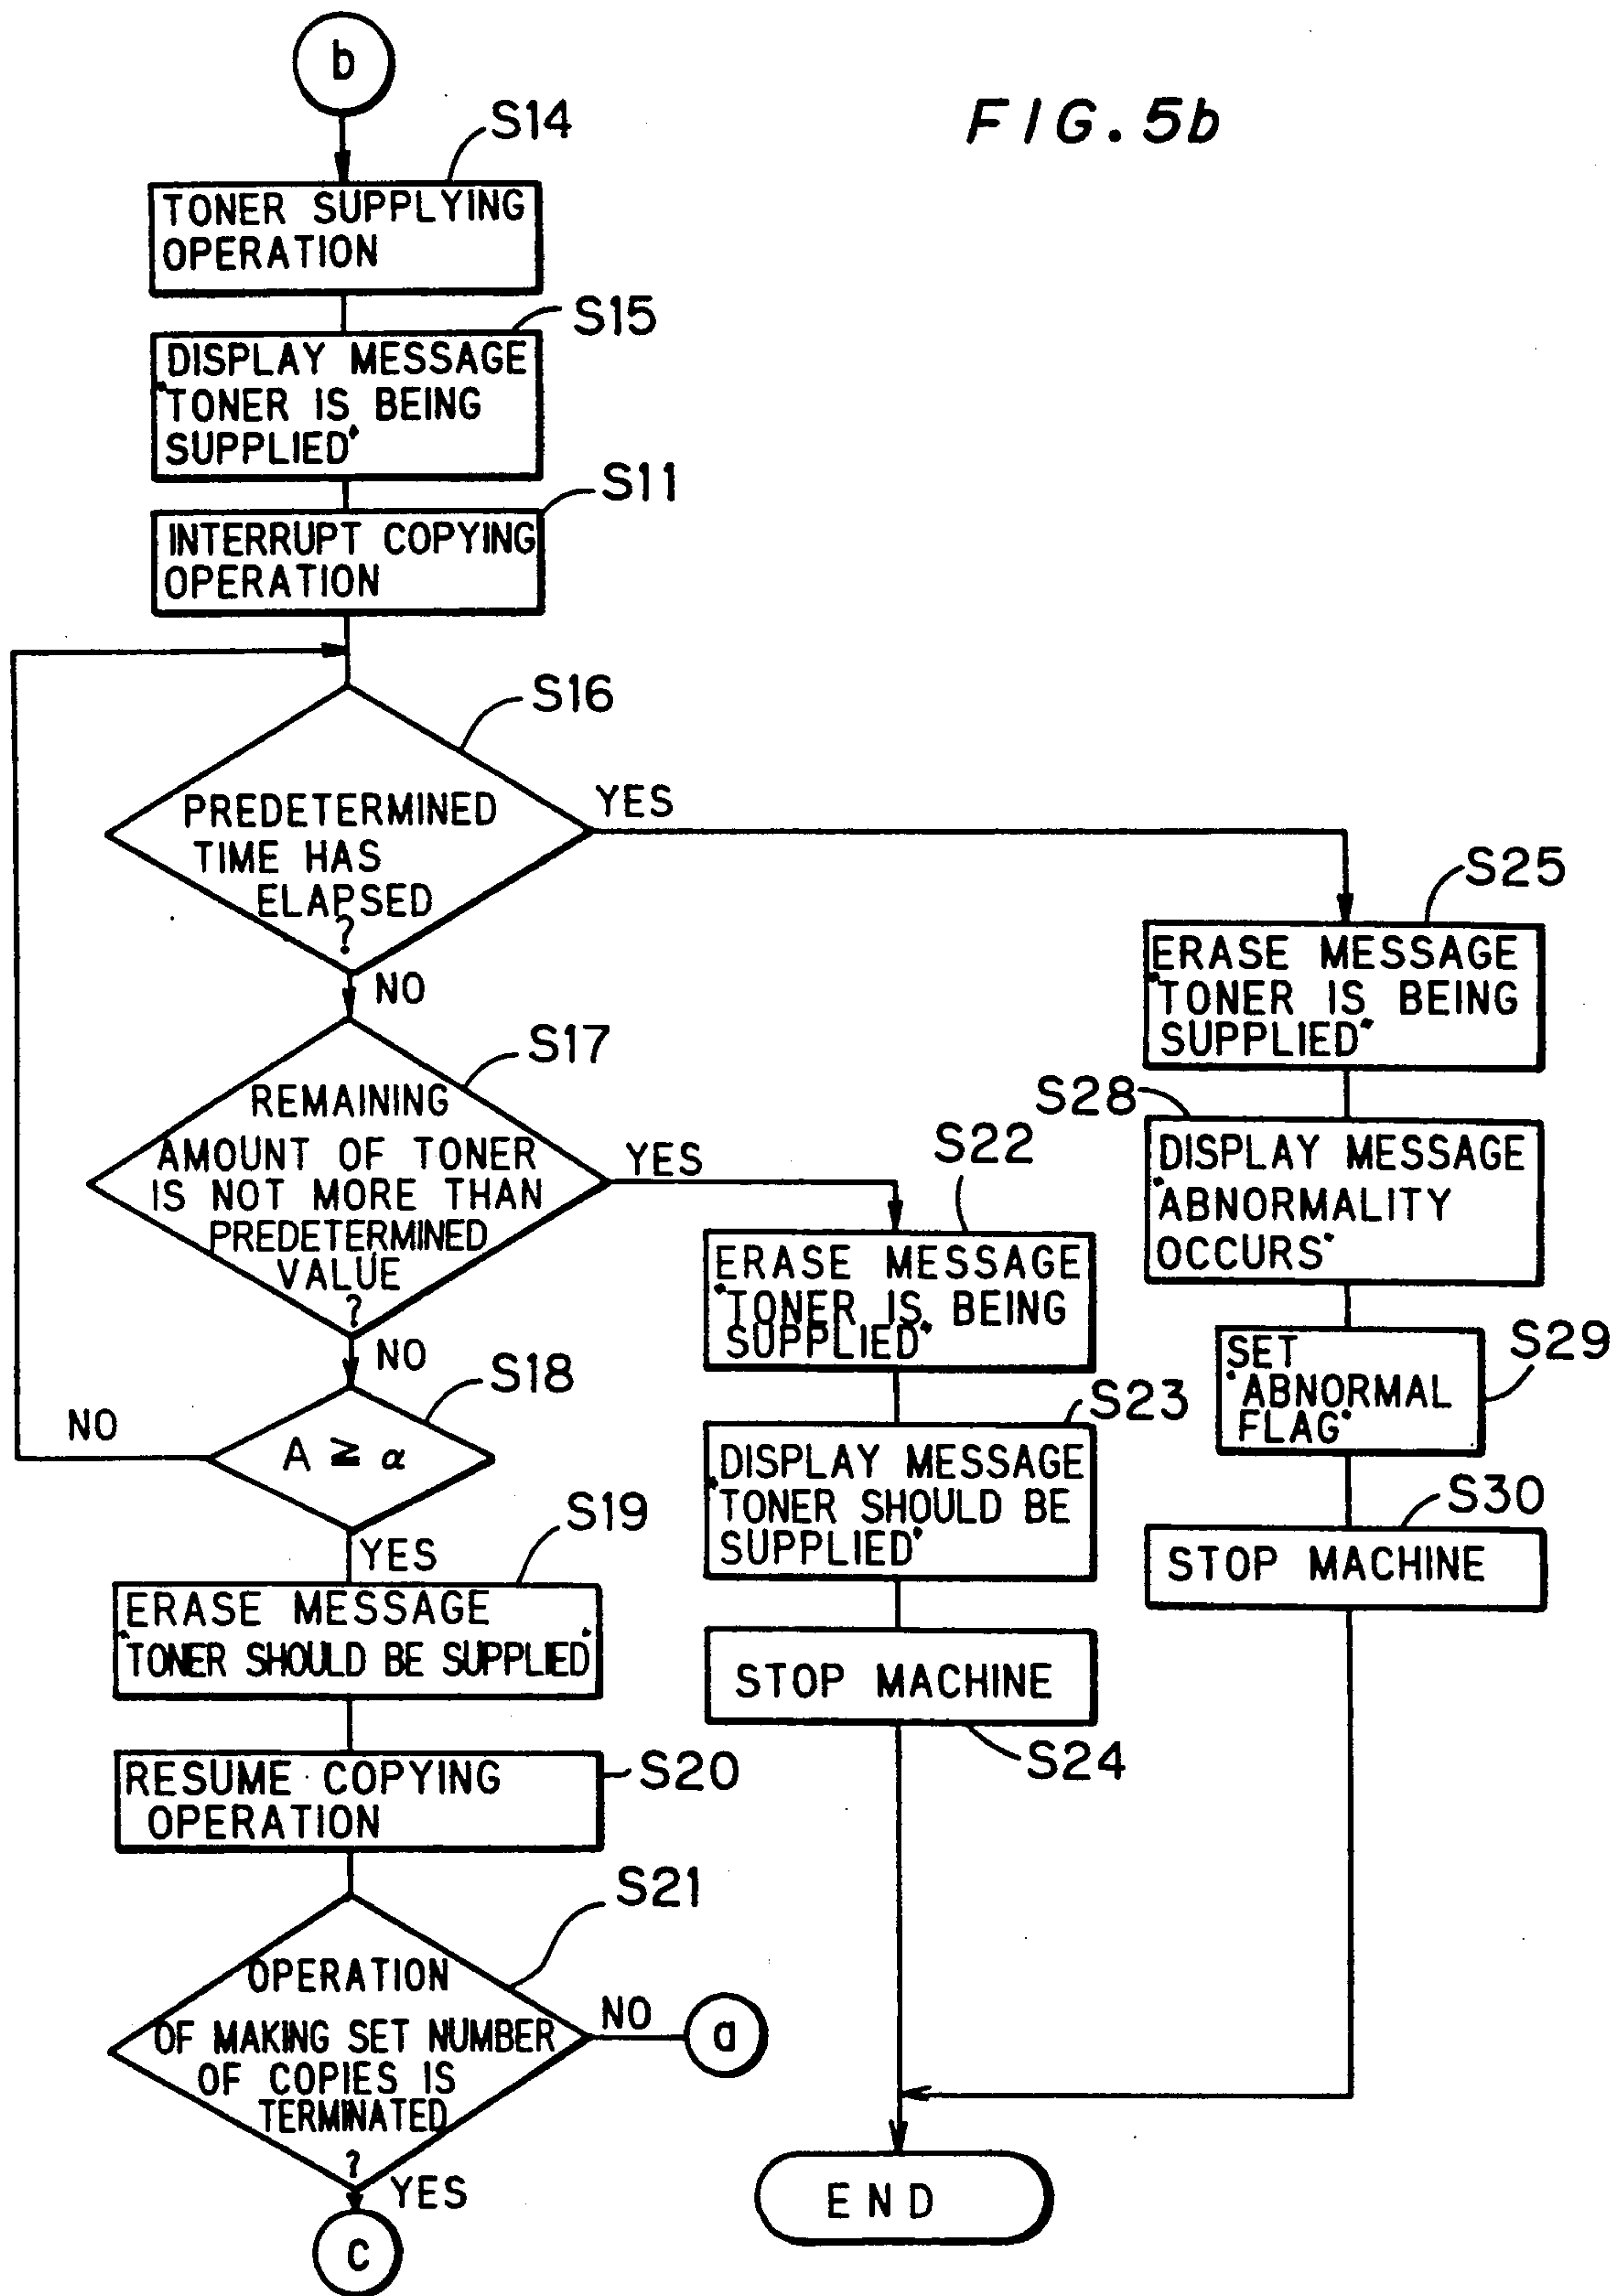 b
FIG. 5b
S14
TONER SUPPLYING
OPERATION
S15
DISPLAY MESSAGE
"TONER IS BEING
SUPPLIED"
S11
INTERRUPT COPYING
OPERATION
S16
PREDETERMINED
TIME HAS
ELAPSED
?
YES
NO
S25
ERASE MESSAGE
"TONER IS BEING
SUPPLIED"
S28
DISPLAY MESSAGE
"ABNORMALITY
OCCURS"
S29
SET
"ABNORMAL
FLAG"
S30
STOP MACHINE
S17
REMAINING
AMOUNT OF TONER
IS NOT MORE THAN
PREDETERMINED
VALUE
?
YES
NO
S22
ERASE MESSAGE
"TONER IS BEING
SUPPLIED"
S23
DISPLAY MESSAGE
"TONER SHOULD BE
SUPPLIED"
STOP MACHINE
S24
S18
A ≧ α
NO
YES
S19
ERASE MESSAGE
"TONER SHOULD BE SUPPLIED"
RESUME COPYING
OPERATION
S20
S21
OPERATION
OF MAKING SET NUMBER
OF COPIES IS
TERMINATED
?
NO
a
YES
c
END